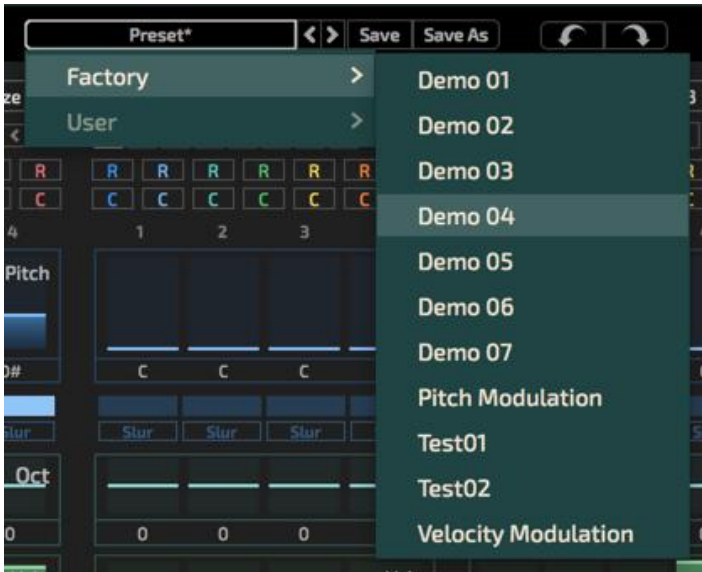 Preset* < > Save Save As
Factory >
User >
Demo 01
Demo 02
Demo 03
Demo 04
Demo 05
Demo 06
Demo 07
Pitch Modulation
Test01
Test02
Velocity Modulation
<
R R R R R R R
C C C C C C C
4 1 2 3
Pitch
C C C
Slur Slur Slur
Oct
0 0 0 0